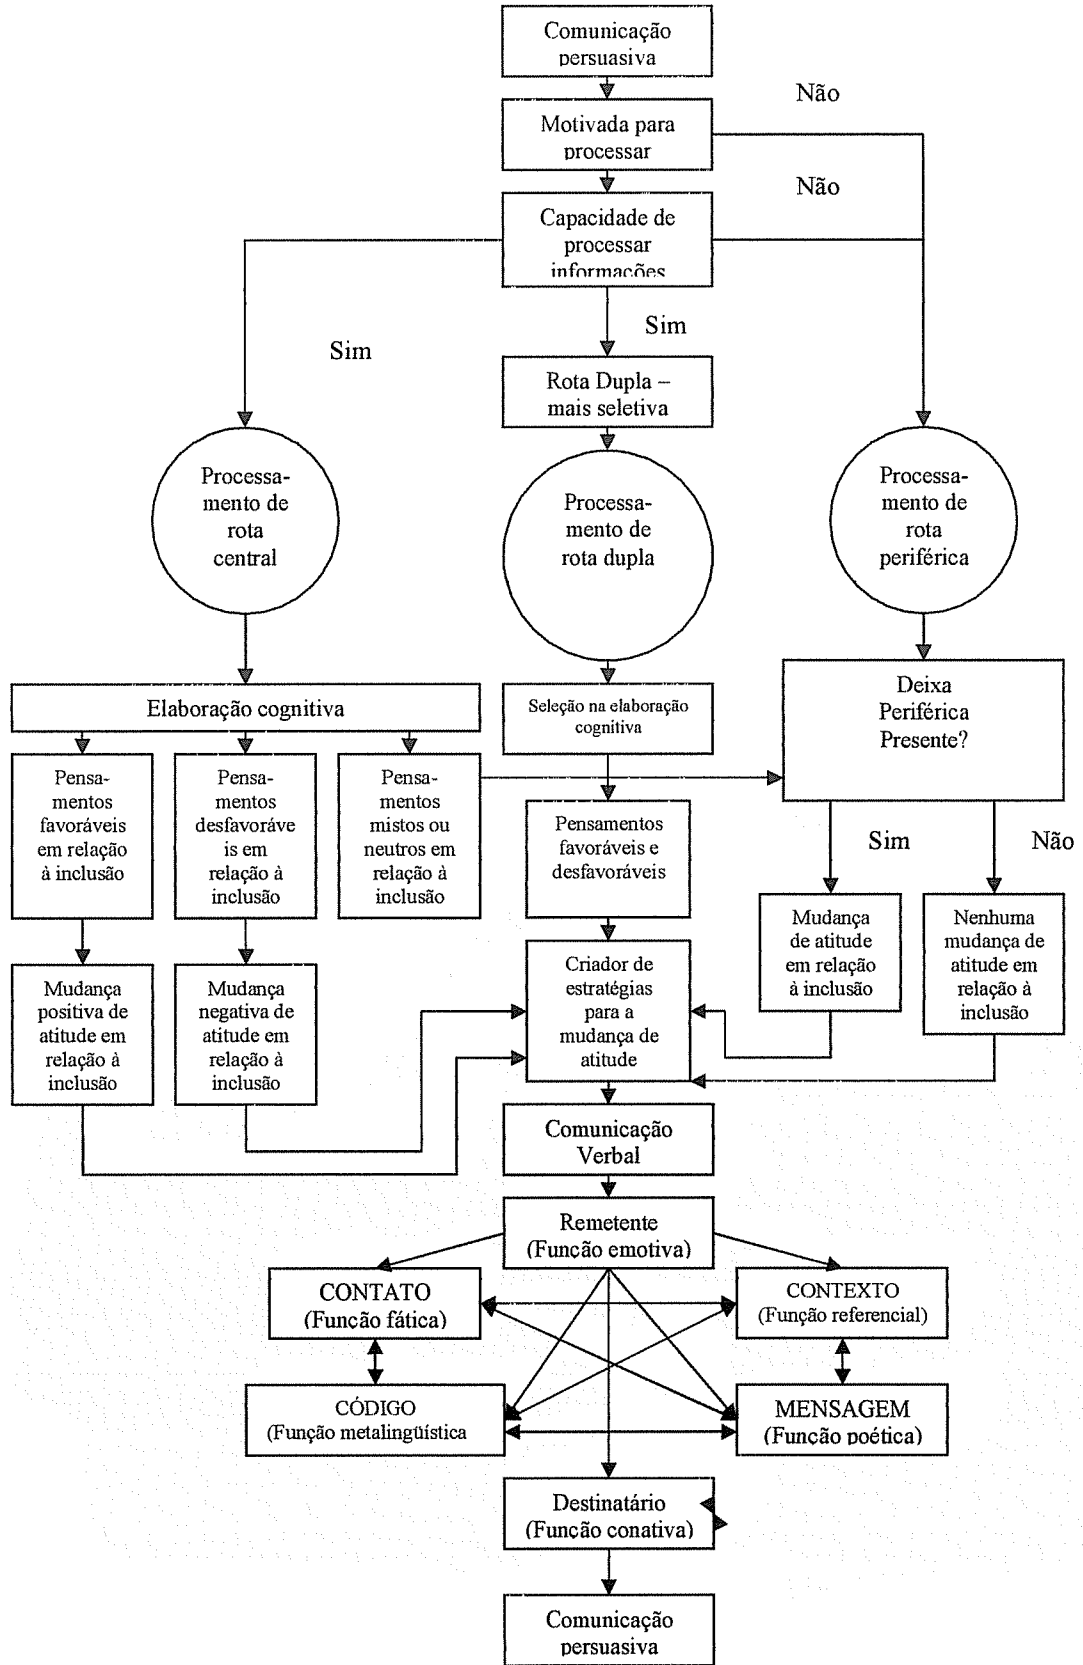 Comunicação
persuasiva
Não
Motivada para
processar
Não
Capacidade de
processar
informações
Sim
Sim
Rota Dupla –
mais seletiva
Processa-
mento de
rota
central
Processa-
mento de
rota dupla
Processa-
mento de
rota
periférica
Elaboração cognitiva
Seleção na elaboração
cognitiva
Deixa
Periférica
Presente?
Pensa-
mentos
favoráveis
em relação
à inclusão
Pensa-
mentos
desfavoráve
is em
relação à
inclusão
Pensa-
mentos
mistos ou
neutros em
relação à
inclusão
Pensamentos
favoráveis e
desfavoráveis
Sim
Não
Mudança
de atitude
em relação
à inclusão
Nenhuma
mudança de
atitude em
relação à
inclusão
Mudança
positiva de
atitude em
relação à
inclusão
Mudança
negativa de
atitude em
relação à
inclusão
Criador de
estratégias
para a
mudança de
atitude
Comunicação
Verbal
Remetente
(Função emotiva)
CONTATO
(Função fática)
CONTEXTO
(Função referencial)
CÓDIGO
(Função metalingüística
MENSAGEM
(Função poética)
Destinatário
(Função conativa)
Comunicação
persuasiva